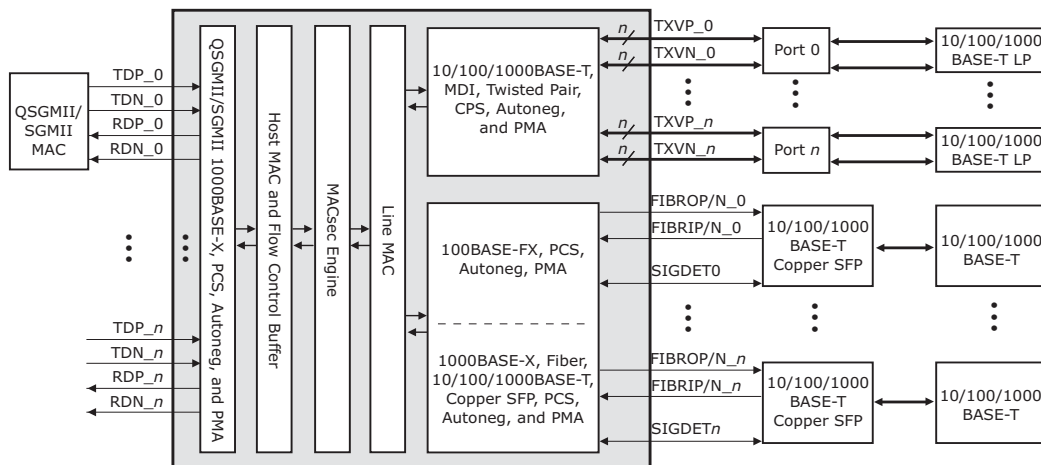 QSGMII/
SGMII
MAC
TDP_0
TDN_0
RDP_0
RDN_0
TDP_n
TDN_n
RDP_n
RDN_n
QSGMII/SGMII 1000BASE-X, PCS, Autoneg, and PMA
Host MAC and Flow Control Buffer
MACsec Engine
Line MAC
10/100/1000BASE-T,
MDI, Twisted Pair,
CPS, Autoneg,
and PMA
100BASE-FX, PCS,
Autoneg, PMA
1000BASE-X, Fiber,
10/100/1000BASE-T,
Copper SFP, PCS,
Autoneg, and PMA
n
TXVP_0
n
TXVN_0
n
TXVP_n
n
TXVN_n
Port 0
Port n
10/100/1000
BASE-T LP
10/100/1000
BASE-T LP
FIBROP/N_0
FIBRIP/N_0
SIGDET0
10/100/1000
BASE-T
Copper SFP
10/100/1000
BASE-T
FIBROP/N_n
FIBRIP/N_n
SIGDETn
10/100/1000
BASE-T
Copper SFP
10/100/1000
BASE-T